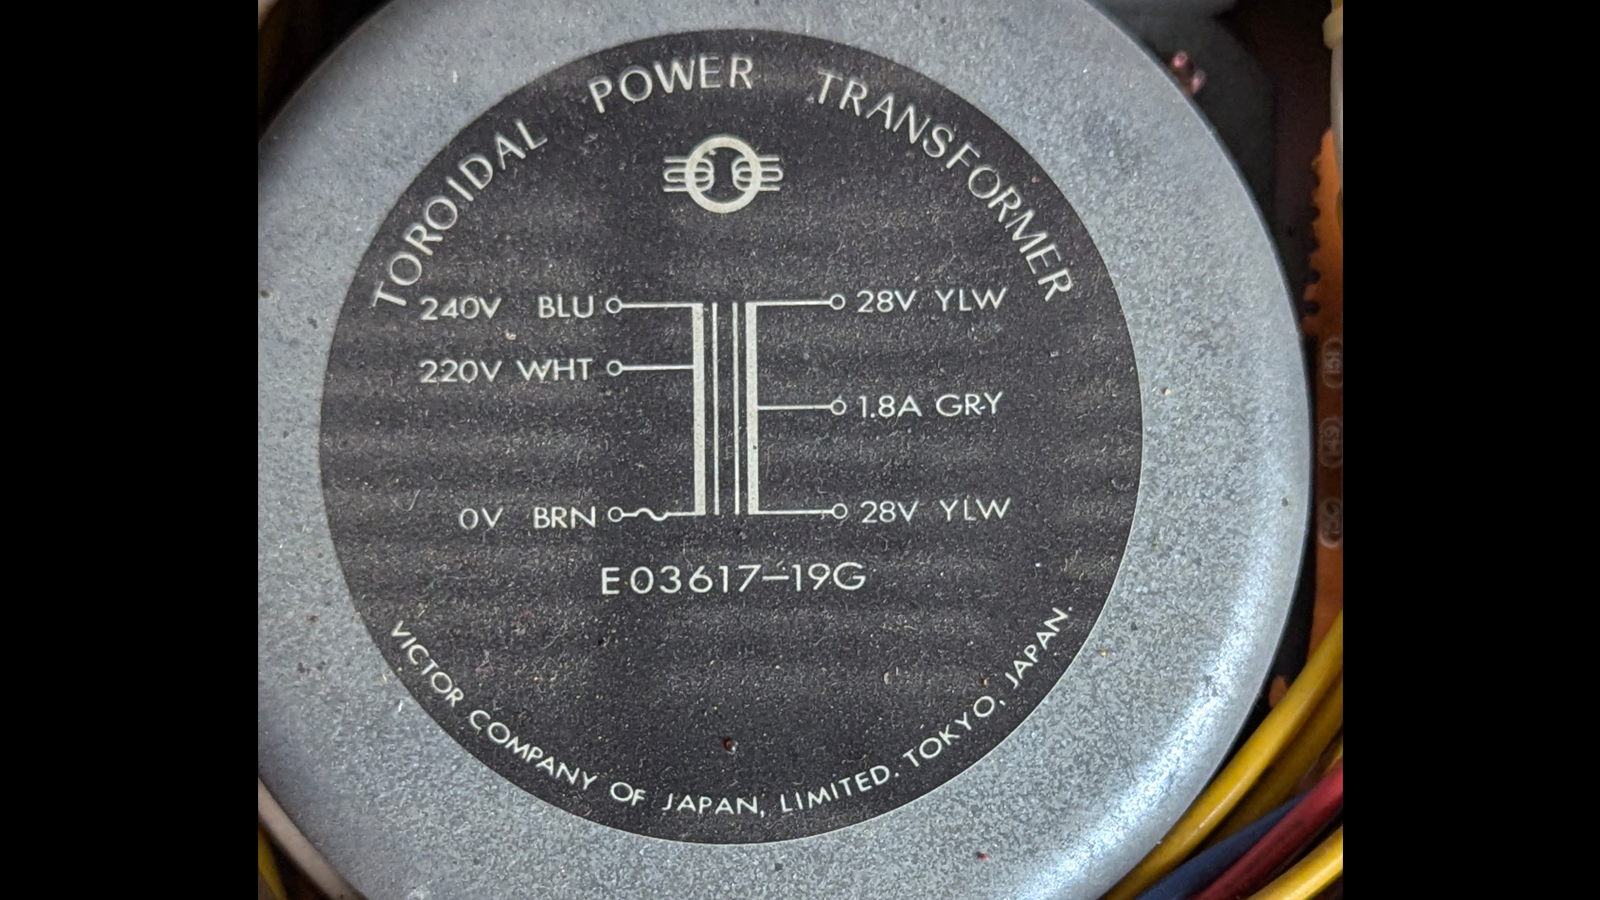 TOROIDAL POWER TRANSFORMER
240V BLU 28V YLW
220V WHT
1.8A GRY
0V BRN 28V YLW
E03617-19G
VICTOR COMPANY OF JAPAN, LIMITED. TOKYO, JAPAN.